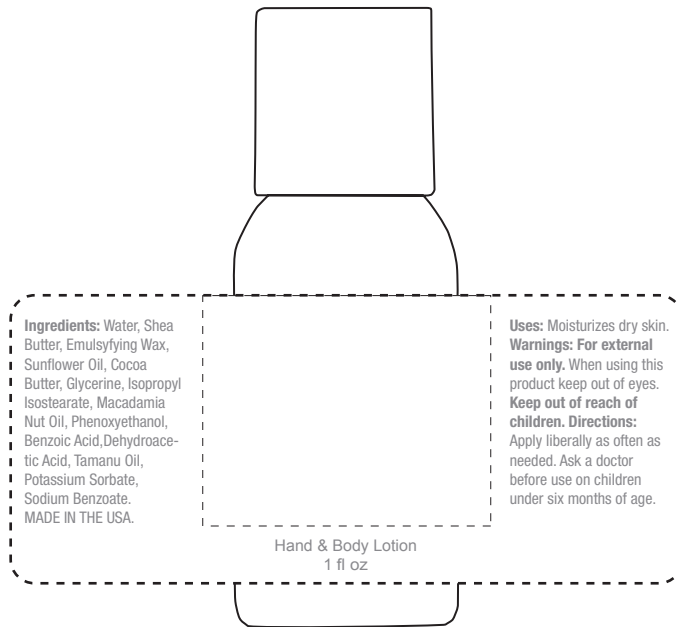 Ingredients: Water, Shea
Butter, Emulsyfying Wax,
Sunflower Oil, Cocoa
Butter, Glycerine, Isopropyl
Isostearate, Macadamia
Nut Oil, Phenoxyethanol,
Benzoic Acid,Dehydroace-
tic Acid, Tamanu Oil,
Potassium Sorbate,
Sodium Benzoate.
MADE IN THE USA.
Hand & Body Lotion
1 fl oz
Uses: Moisturizes dry skin.
Warnings: For external
use only. When using this
product keep out of eyes.
Keep out of reach of
children. Directions:
Apply liberally as often as
needed. Ask a doctor
before use on children
under six months of age.